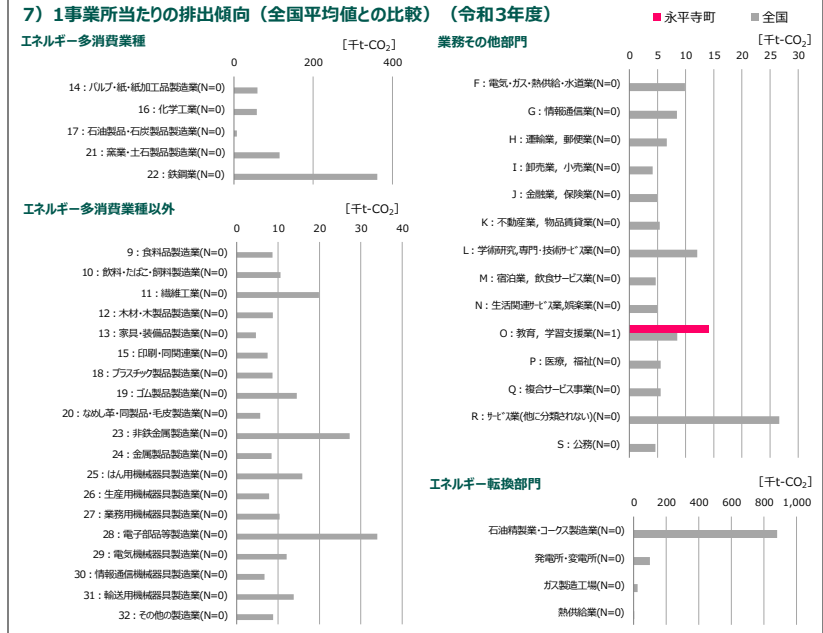 7）1事業所当たりの排出傾向（全国平均値との比較）（令和3年度）
■永平寺町 ■全国
エネルギー多消費業種
[千t-CO₂]
0 200 400
14：パルプ・紙・紙加工品製造業(N=0)
16：化学工業(N=0)
17：石油製品・石炭製品製造業(N=0)
21：窯業・土石製品製造業(N=0)
22：鉄鋼業(N=0)
エネルギー多消費業種以外
[千t-CO₂]
0 10 20 30 40
9：食料品製造業(N=0)
10：飲料・たばこ・飼料製造業(N=0)
11：繊維工業(N=0)
12：木材・木製品製造業(N=0)
13：家具・装備品製造業(N=0)
15：印刷・同関連業(N=0)
18：プラスチック製品製造業(N=0)
19：ゴム製品製造業(N=0)
20：なめし革・同製品・毛皮製造業(N=0)
23：非鉄金属製造業(N=0)
24：金属製品製造業(N=0)
25：はん用機械器具製造業(N=0)
26：生産用機械器具製造業(N=0)
27：業務用機械器具製造業(N=0)
28：電子部品等製造業(N=0)
29：電気機械器具製造業(N=0)
30：情報通信機械器具製造業(N=0)
31：輸送用機械器具製造業(N=0)
32：その他の製造業(N=0)
業務その他部門
[千t-CO₂]
0 5 10 15 20 25 30
F：電気・ガス・熱供給・水道業(N=0)
G：情報通信業(N=0)
H：運輸業，郵便業(N=0)
I：卸売業，小売業(N=0)
J：金融業，保険業(N=0)
K：不動産業，物品賃貸業(N=0)
L：学術研究,専門・技術ｻｰﾋﾞｽ業(N=0)
M：宿泊業，飲食サービス業(N=0)
N：生活関連ｻｰﾋﾞｽ業,娯楽業(N=0)
O：教育，学習支援業(N=1)
P：医療，福祉(N=0)
Q：複合サービス事業(N=0)
R：ｻｰﾋﾞｽ業(他に分類されない)(N=0)
S：公務(N=0)
エネルギー転換部門
[千t-CO₂]
0 200 400 600 800 1,000
石油精製業・コークス製造業(N=0)
発電所・変電所(N=0)
ガス製造工場(N=0)
熱供給業(N=0)